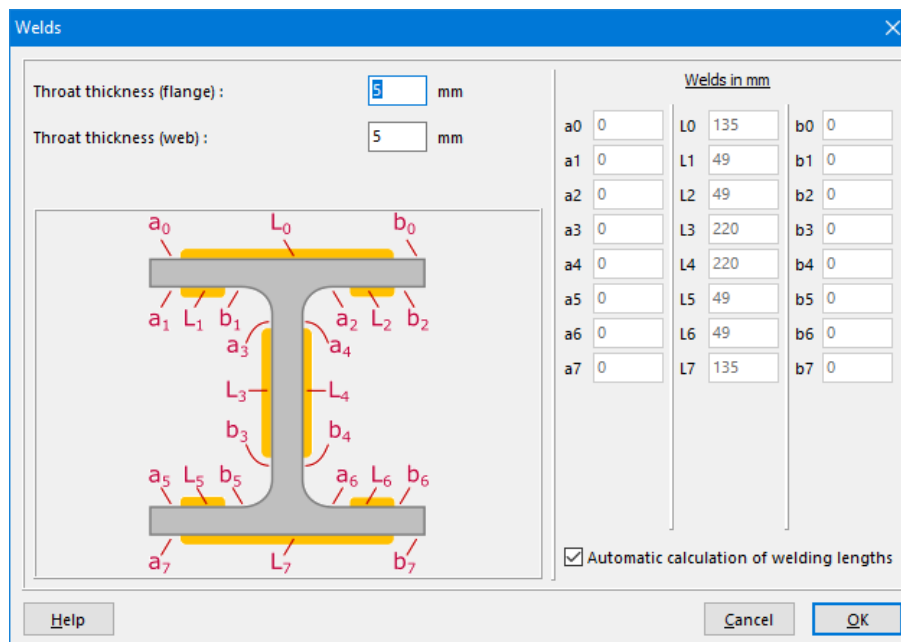 Welds
Throat thickness (flange) : 5 mm
Throat thickness (web) : 5 mm
a0 L0 b0
a1 L1 b1 a2 L2 b2
a3 a4
L3 L4
b3 b4
a5 L5 b5 a6 L6 b6
a7 L7 b7
Welds in mm
a0 0 L0 135 b0 0
a1 0 L1 49 b1 0
a2 0 L2 49 b2 0
a3 0 L3 220 b3 0
a4 0 L4 220 b4 0
a5 0 L5 49 b5 0
a6 0 L6 49 b6 0
a7 0 L7 135 b7 0
Automatic calculation of welding lengths
Help Cancel OK